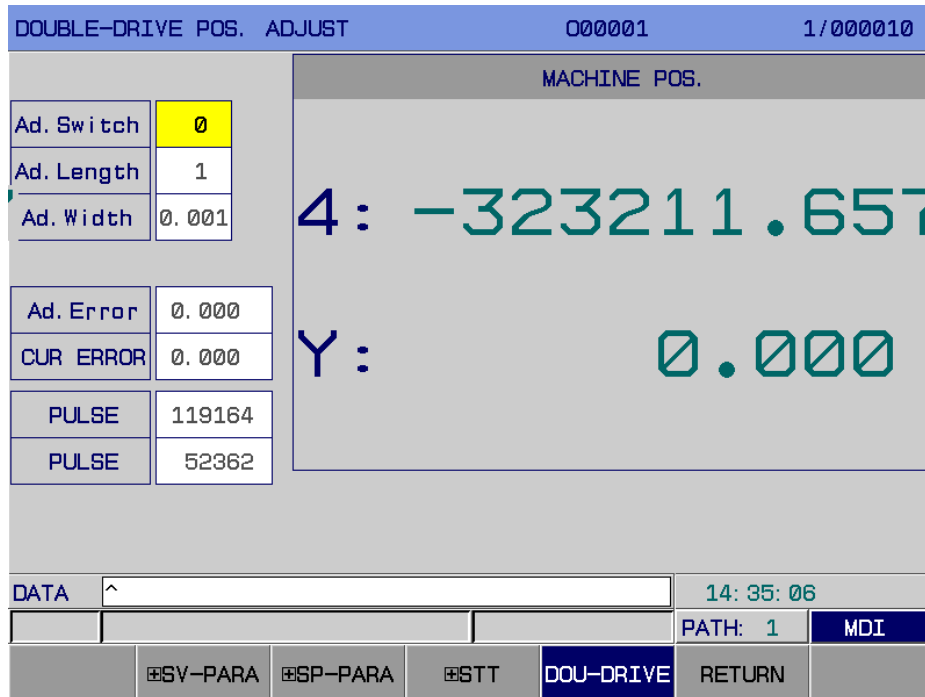 DOUBLE-DRIVE POS. ADJUST O00001 1/000010
MACHINE POS.
Ad. Switch 0
Ad. Length 1
Ad. Width 0.001
4: -323211.657
Ad. Error 0.000
CUR ERROR 0.000
Y: 0.000
PULSE 119164
PULSE 52362
DATA ^ 14:35:06
PATH: 1 MDI
⊞SV-PARA ⊞SP-PARA ⊞STT DOU-DRIVE RETURN